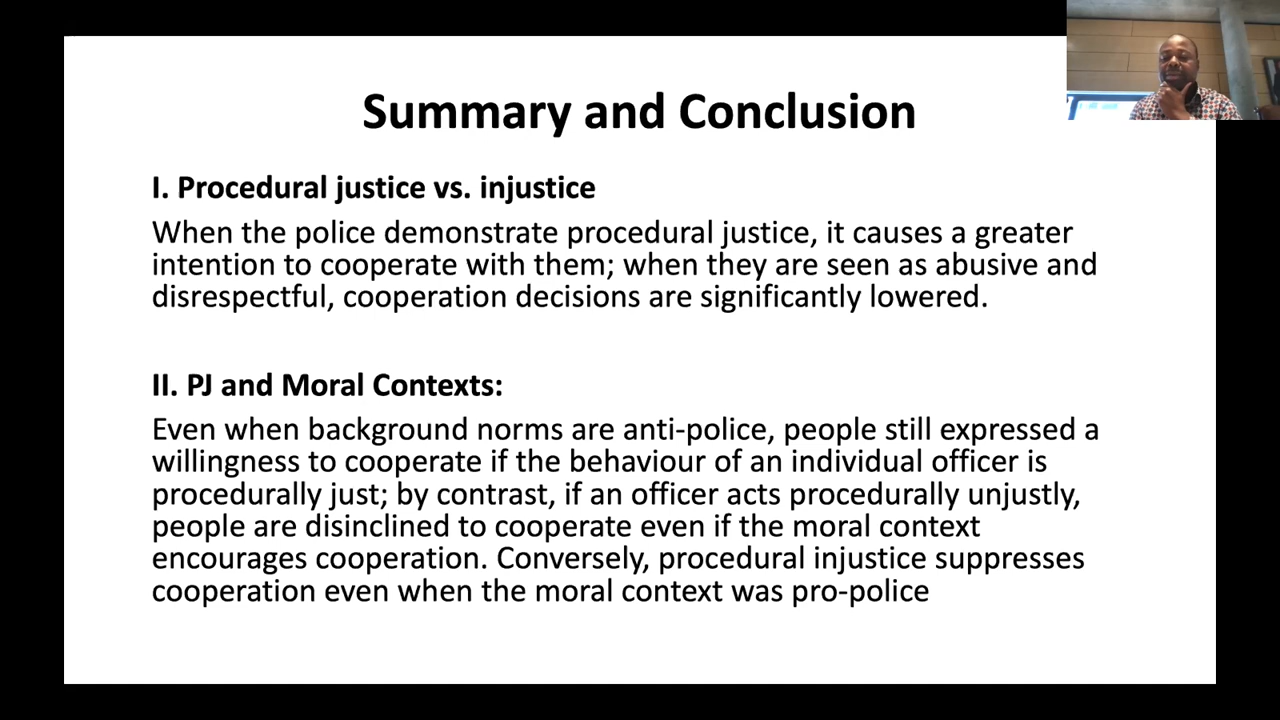 Summary and Conclusion
I. Procedural justice vs. injustice
When the police demonstrate procedural justice, it causes a greater
intention to cooperate with them; when they are seen as abusive and
disrespectful, cooperation decisions are significantly lowered.
II. PJ and Moral Contexts:
Even when background norms are anti-police, people still expressed a
willingness to cooperate if the behaviour of an individual officer is
procedurally just; by contrast, if an officer acts procedurally unjustly,
people are disinclined to cooperate even if the moral context
encourages cooperation. Conversely, procedural injustice suppresses
cooperation even when the moral context was pro-police